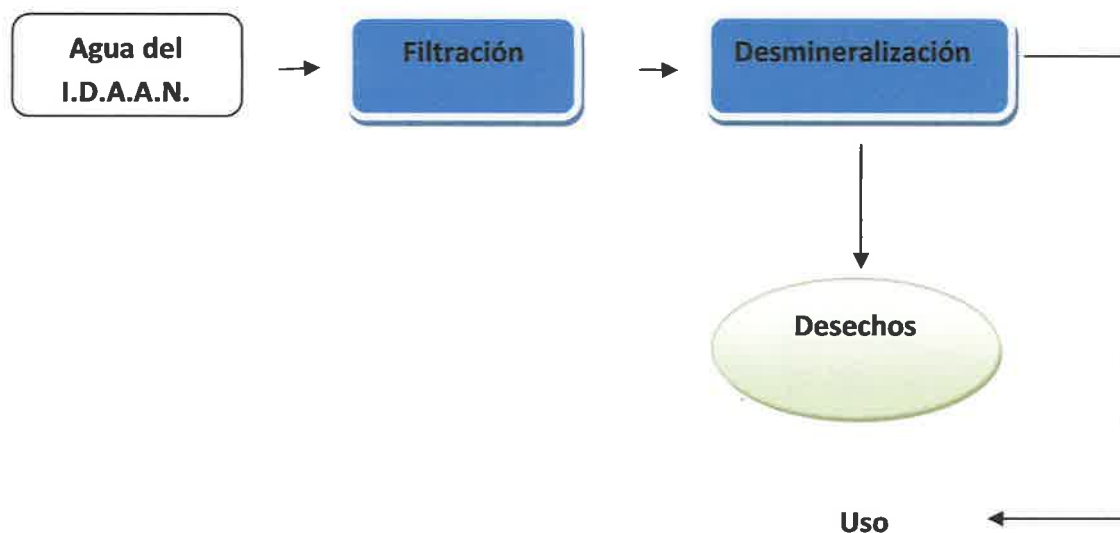 Agua del
I.D.A.A.N.
Filtración
Desmineralización
Desechos
Uso